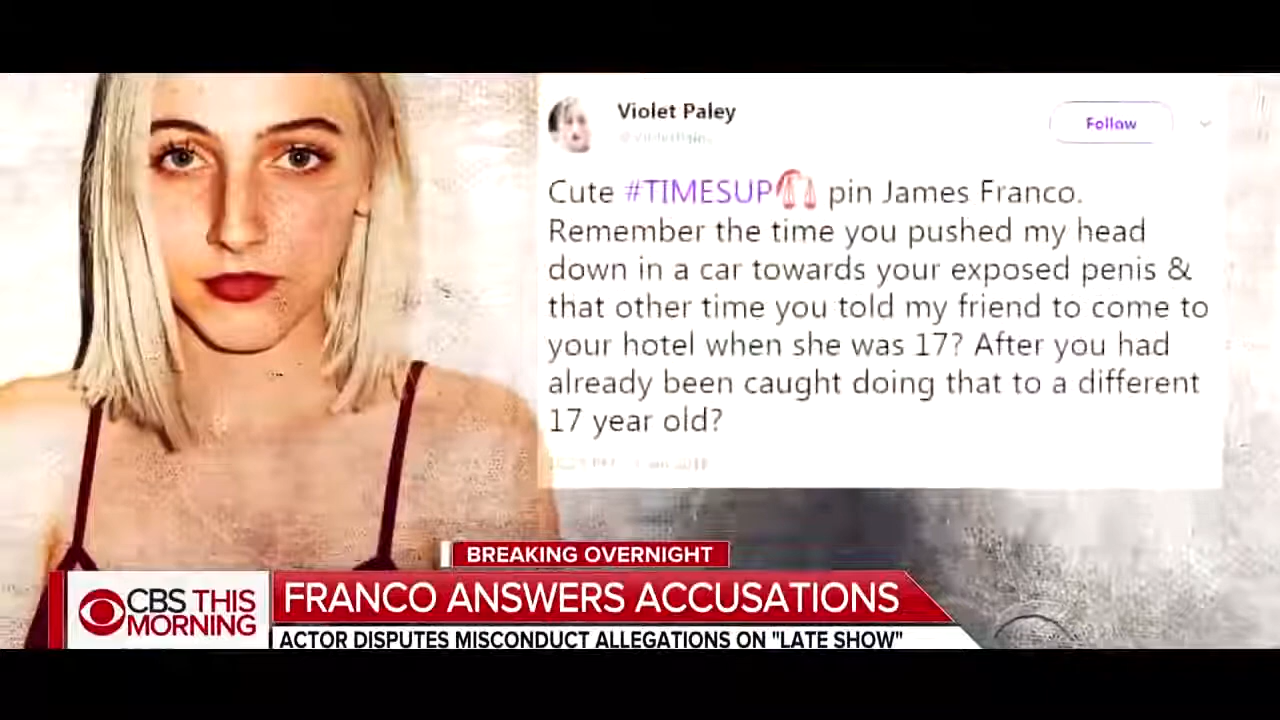 Violet Paley
Follow
Cute #TIMESUP pin James Franco.
Remember the time you pushed my head
down in a car towards your exposed penis &
that other time you told my friend to come to
your hotel when she was 17? After you had
already been caught doing that to a different
17 year old?
BREAKING OVERNIGHT
CBS THIS
MORNING
FRANCO ANSWERS ACCUSATIONS
ACTOR DISPUTES MISCONDUCT ALLEGATIONS ON "LATE SHOW"